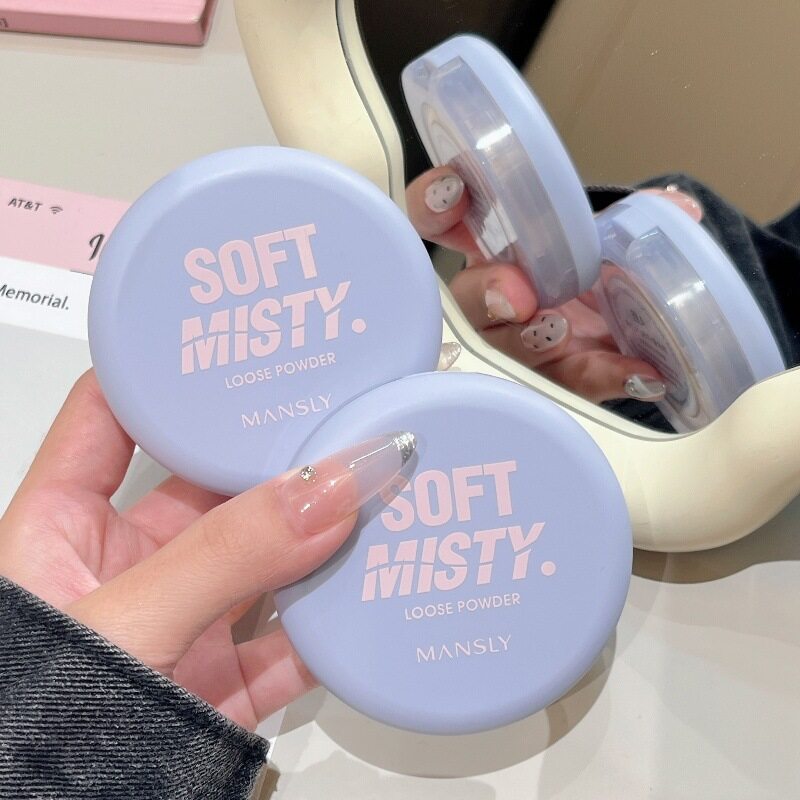 AT&T
Memorial.
SOFT
MISTY.
LOOSE POWDER
MANSLY
SOFT
MISTY.
LOOSE POWDER
MANSLY